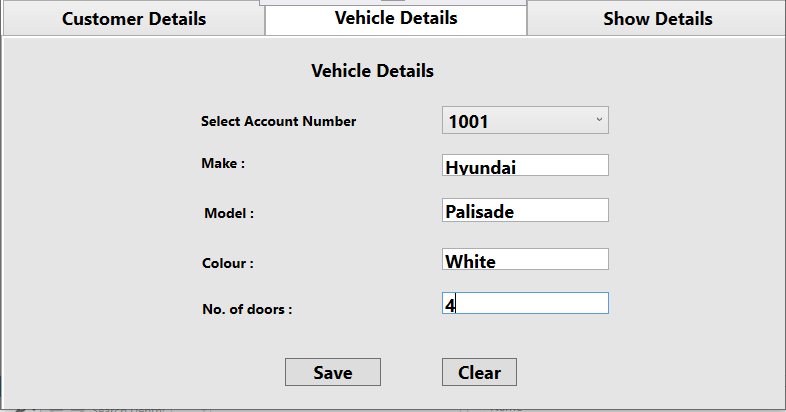 Customer Details Vehicle Details Show Details
Vehicle Details
Select Account Number 1001
Make : Hyundai
Model : Palisade
Colour : White
No. of doors : 4
Save Clear